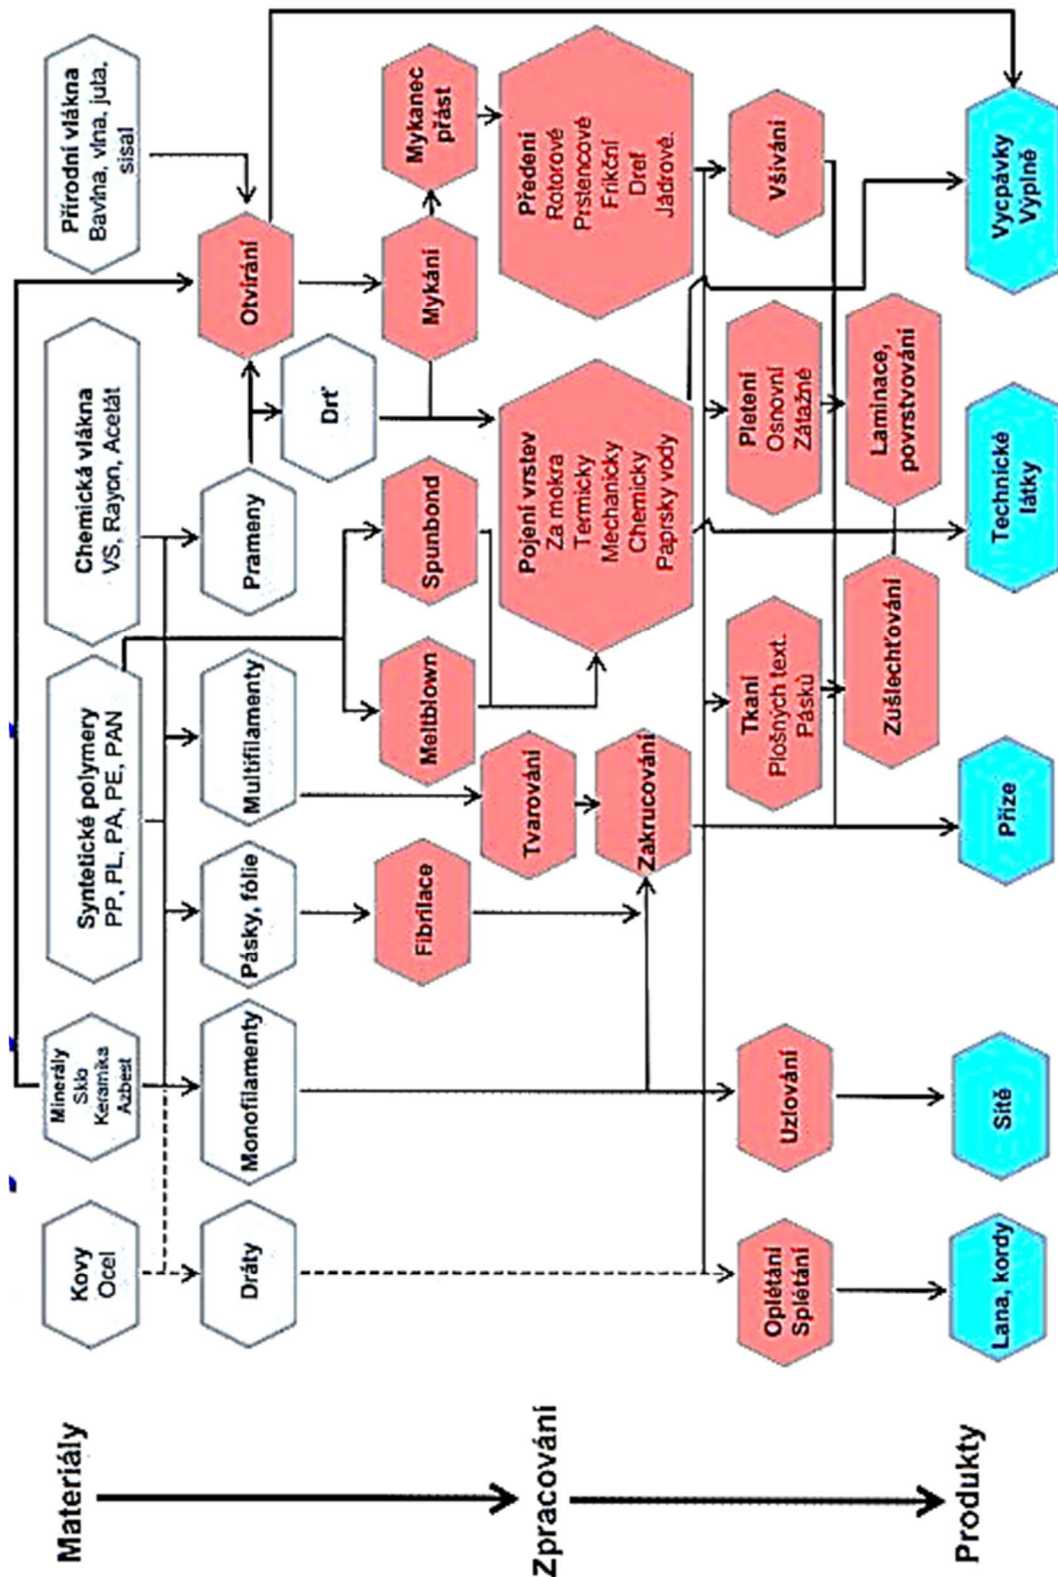 Materiály
Zpracování
Produkty
Kovy
Ocel
Minerály
Sklo
Keramika
Azbest
Syntetické polymery
PP, PL, PA, PE, PAN
Chemická vlákna
VS, Rayon, Acetát
Přírodní vlákna
Bavlna, vlna, juta,
sisal
Dráty
Monofilamenty
Pásky, fólie
Multifilamenty
Prameny
Otvírání
Drť
Fibrilace
Meltblown
Spunbond
Mykání
Mykanec
přást
Tvarování
Pojení vrstev
Za mokra
Termicky
Mechanicky
Chemicky
Paprsky vody
Předení
Rotorové
Prstencové
Frikční
Dref
Jádrové.
Zakrucování
Oplétání
Splétání
Uzlování
Tkaní
Plošných text.
Pásků
Pletení
Osnovní
Zátažné
Všívání
Zušlechťování
Laminace,
povrstvování
Lana, kordy
Sítě
Příze
Technické
látky
Vycpávky
Výplně